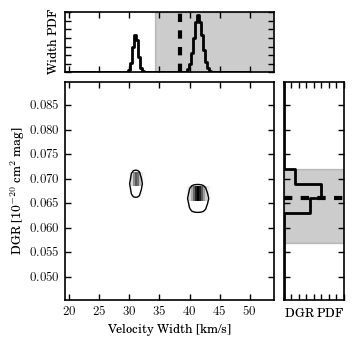 Width PDF
DGR [10⁻²⁰ cm² mag]
0.085
0.080
0.075
0.070
0.065
0.060
0.055
0.050
20 25 30 35 40 45 50
Velocity Width [km/s]
DGR PDF